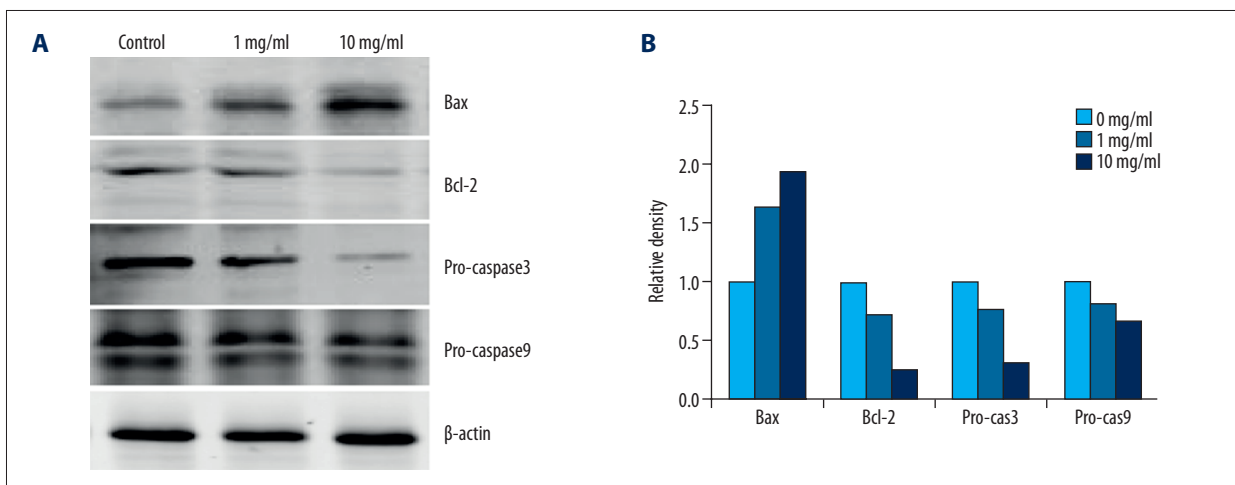 A
Control 1 mg/ml 10 mg/ml
Bax
Bcl-2
Pro-caspase3
Pro-caspase9
β-actin
B
Relative density
2.5
2.0
1.5
1.0
0.5
0.0
Bax Bcl-2 Pro-cas3 Pro-cas9
0 mg/ml
1 mg/ml
10 mg/ml